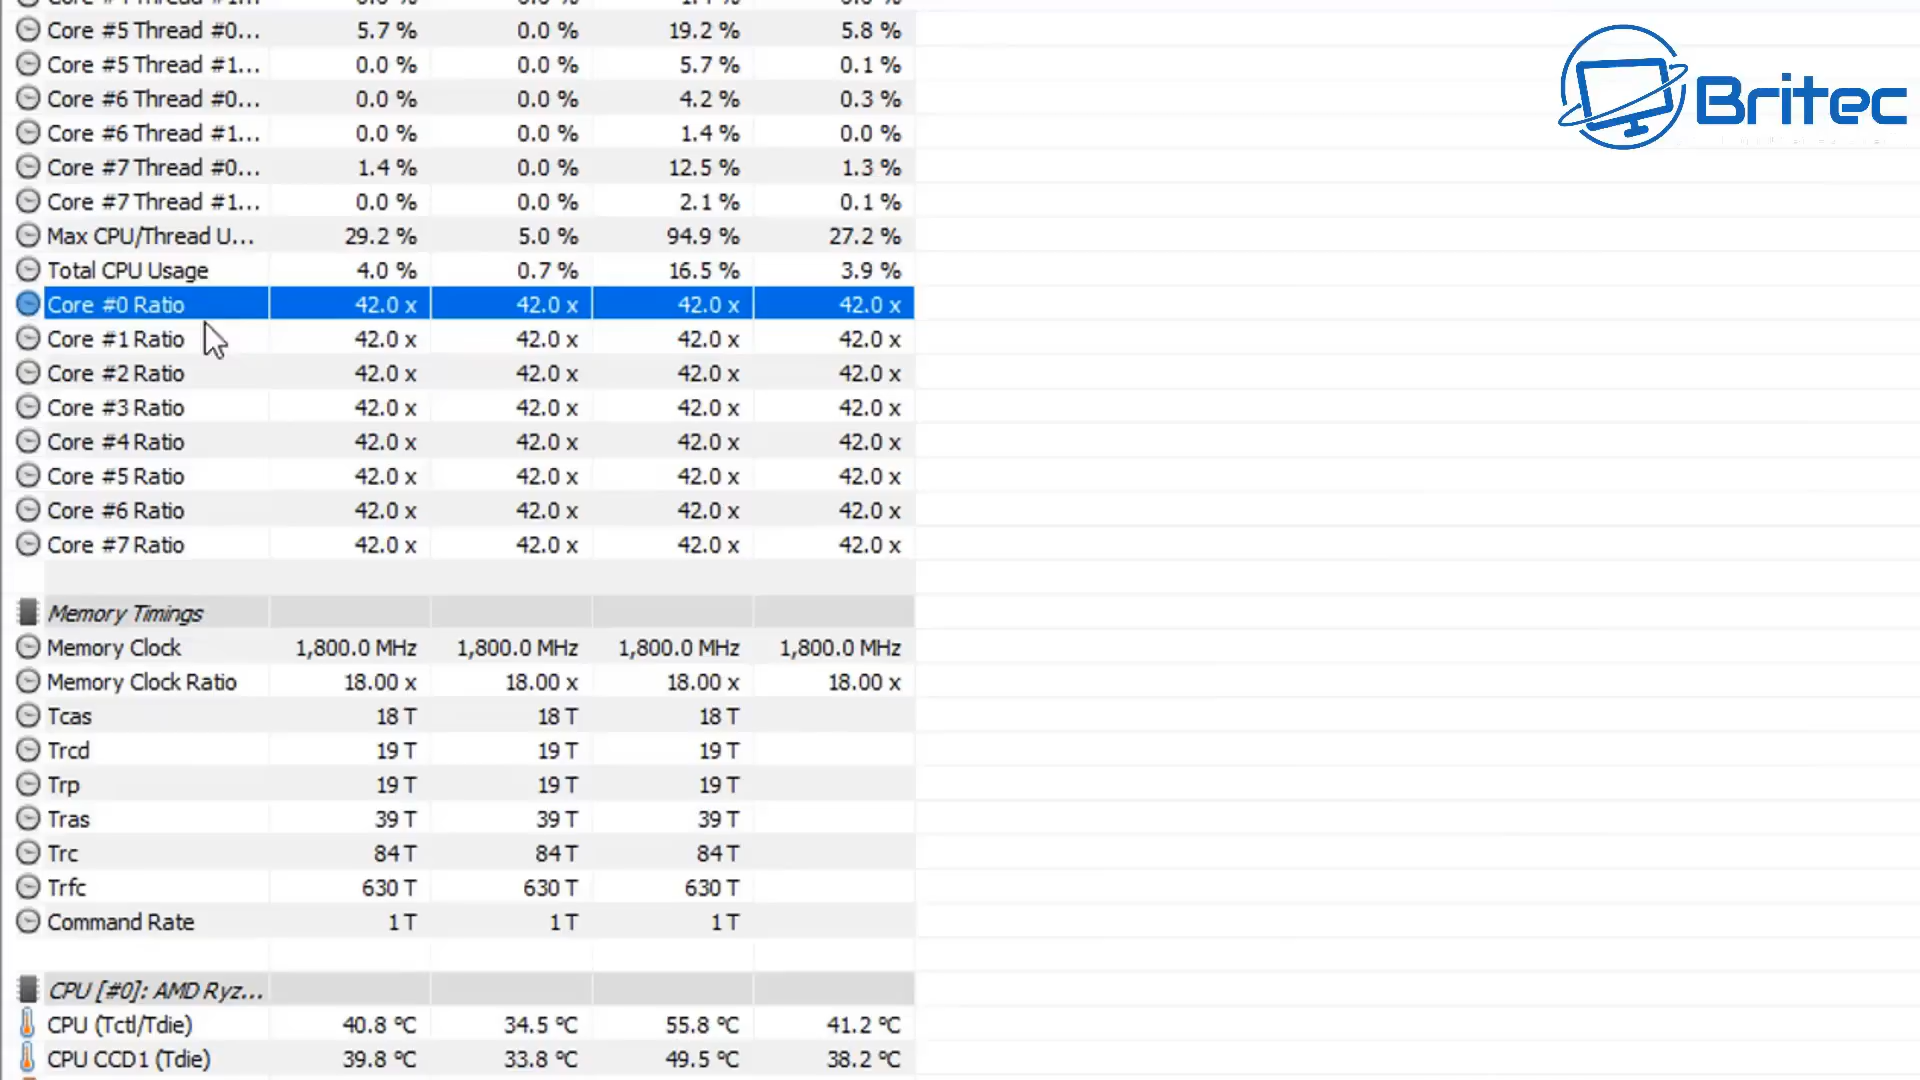 Core #5 Thread #0... 5.7 % 0.0 % 19.2 % 5.8 %
Core #5 Thread #1... 0.0 % 0.0 % 5.7 % 0.1 %
Core #6 Thread #0... 0.0 % 0.0 % 4.2 % 0.3 %
Core #6 Thread #1... 0.0 % 0.0 % 1.4 % 0.0 %
Core #7 Thread #0... 1.4 % 0.0 % 12.5 % 1.3 %
Core #7 Thread #1... 0.0 % 0.0 % 2.1 % 0.1 %
Max CPU/Thread U... 29.2 % 5.0 % 94.9 % 27.2 %
Total CPU Usage 4.0 % 0.7 % 16.5 % 3.9 %
Core #0 Ratio 42.0 x 42.0 x 42.0 x 42.0 x
Core #1 Ratio 42.0 x 42.0 x 42.0 x 42.0 x
Core #2 Ratio 42.0 x 42.0 x 42.0 x 42.0 x
Core #3 Ratio 42.0 x 42.0 x 42.0 x 42.0 x
Core #4 Ratio 42.0 x 42.0 x 42.0 x 42.0 x
Core #5 Ratio 42.0 x 42.0 x 42.0 x 42.0 x
Core #6 Ratio 42.0 x 42.0 x 42.0 x 42.0 x
Core #7 Ratio 42.0 x 42.0 x 42.0 x 42.0 x
Memory Timings
Memory Clock 1,800.0 MHz 1,800.0 MHz 1,800.0 MHz 1,800.0 MHz
Memory Clock Ratio 18.00 x 18.00 x 18.00 x 18.00 x
Tcas 18 T 18 T 18 T
Trcd 19 T 19 T 19 T
Trp 19 T 19 T 19 T
Tras 39 T 39 T 39 T
Trc 84 T 84 T 84 T
Trfc 630 T 630 T 630 T
Command Rate 1 T 1 T 1 T
CPU [#0]: AMD Ryz...
CPU (Tctl/Tdie) 40.8 °C 34.5 °C 55.8 °C 41.2 °C
CPU CCD1 (Tdie) 39.8 °C 33.8 °C 49.5 °C 38.2 °C
Britec